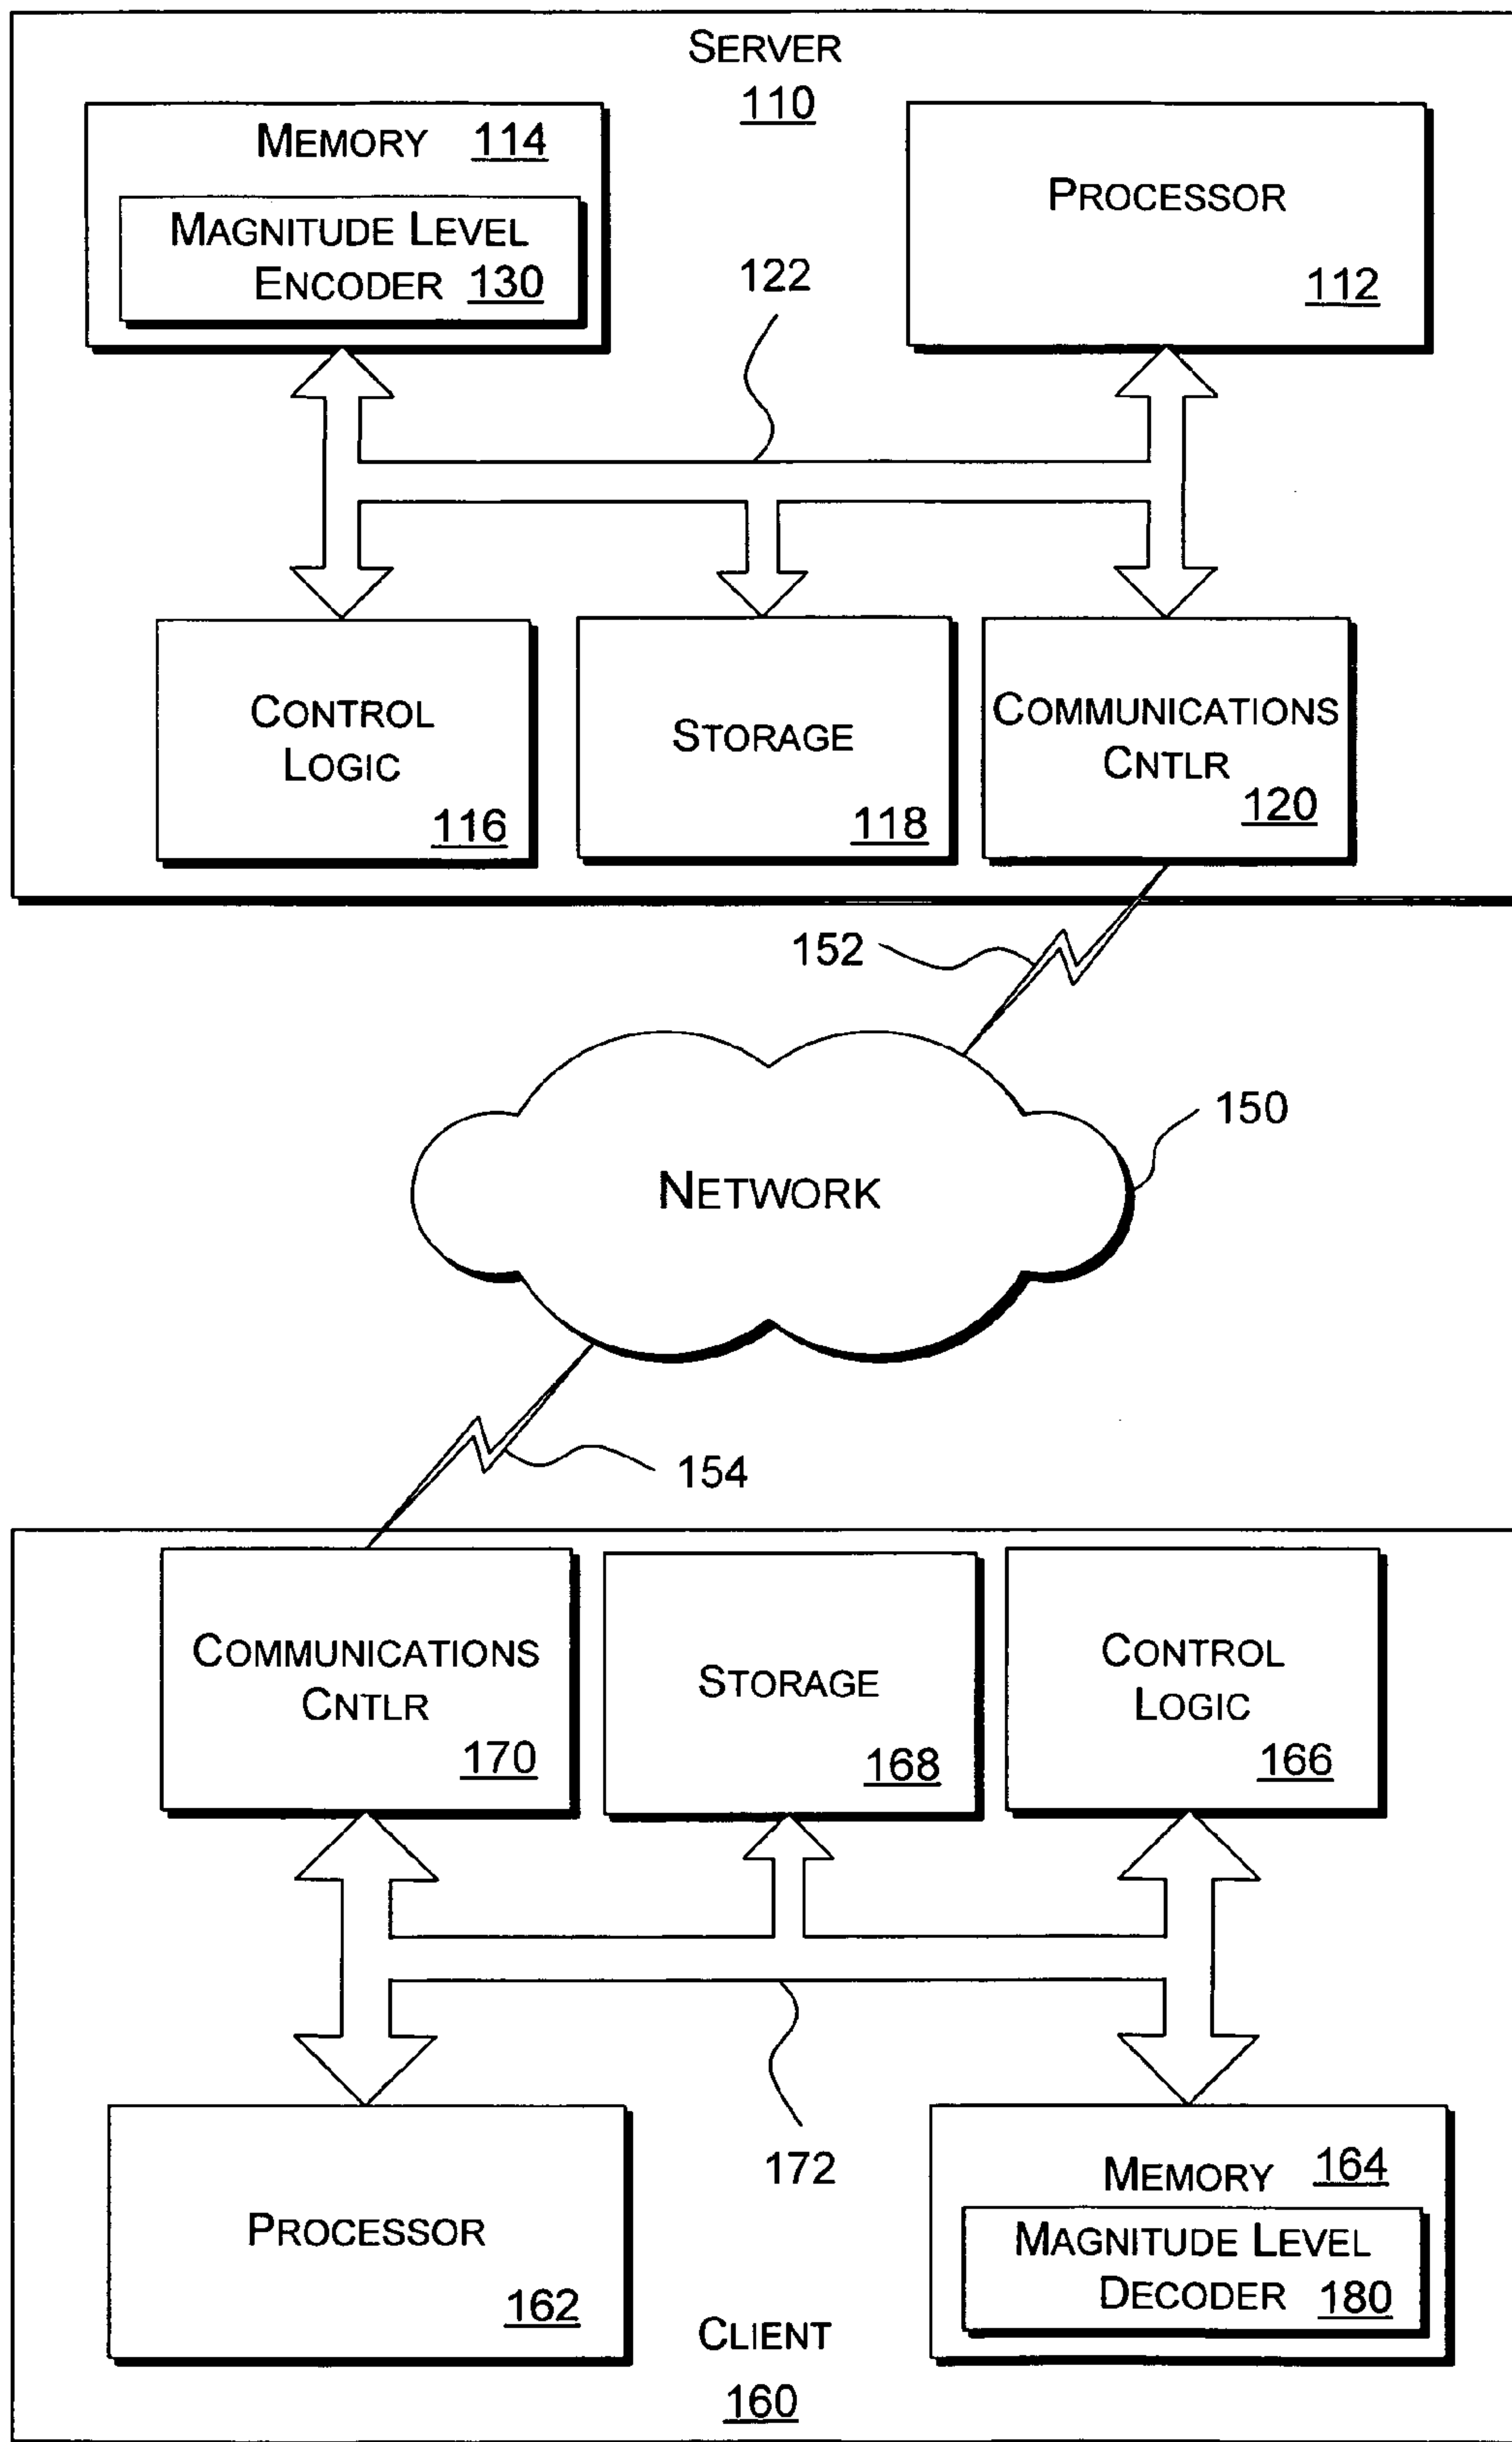 SERVER
110
MEMORY 114
MAGNITUDE LEVEL
ENCODER 130
PROCESSOR
112
122
CONTROL
LOGIC
116
STORAGE
118
COMMUNICATIONS
CNTLR
120
152
150
NETWORK
154
COMMUNICATIONS
CNTLR
170
STORAGE
168
CONTROL
LOGIC
166
172
PROCESSOR
162
MEMORY 164
MAGNITUDE LEVEL
DECODER 180
CLIENT
160